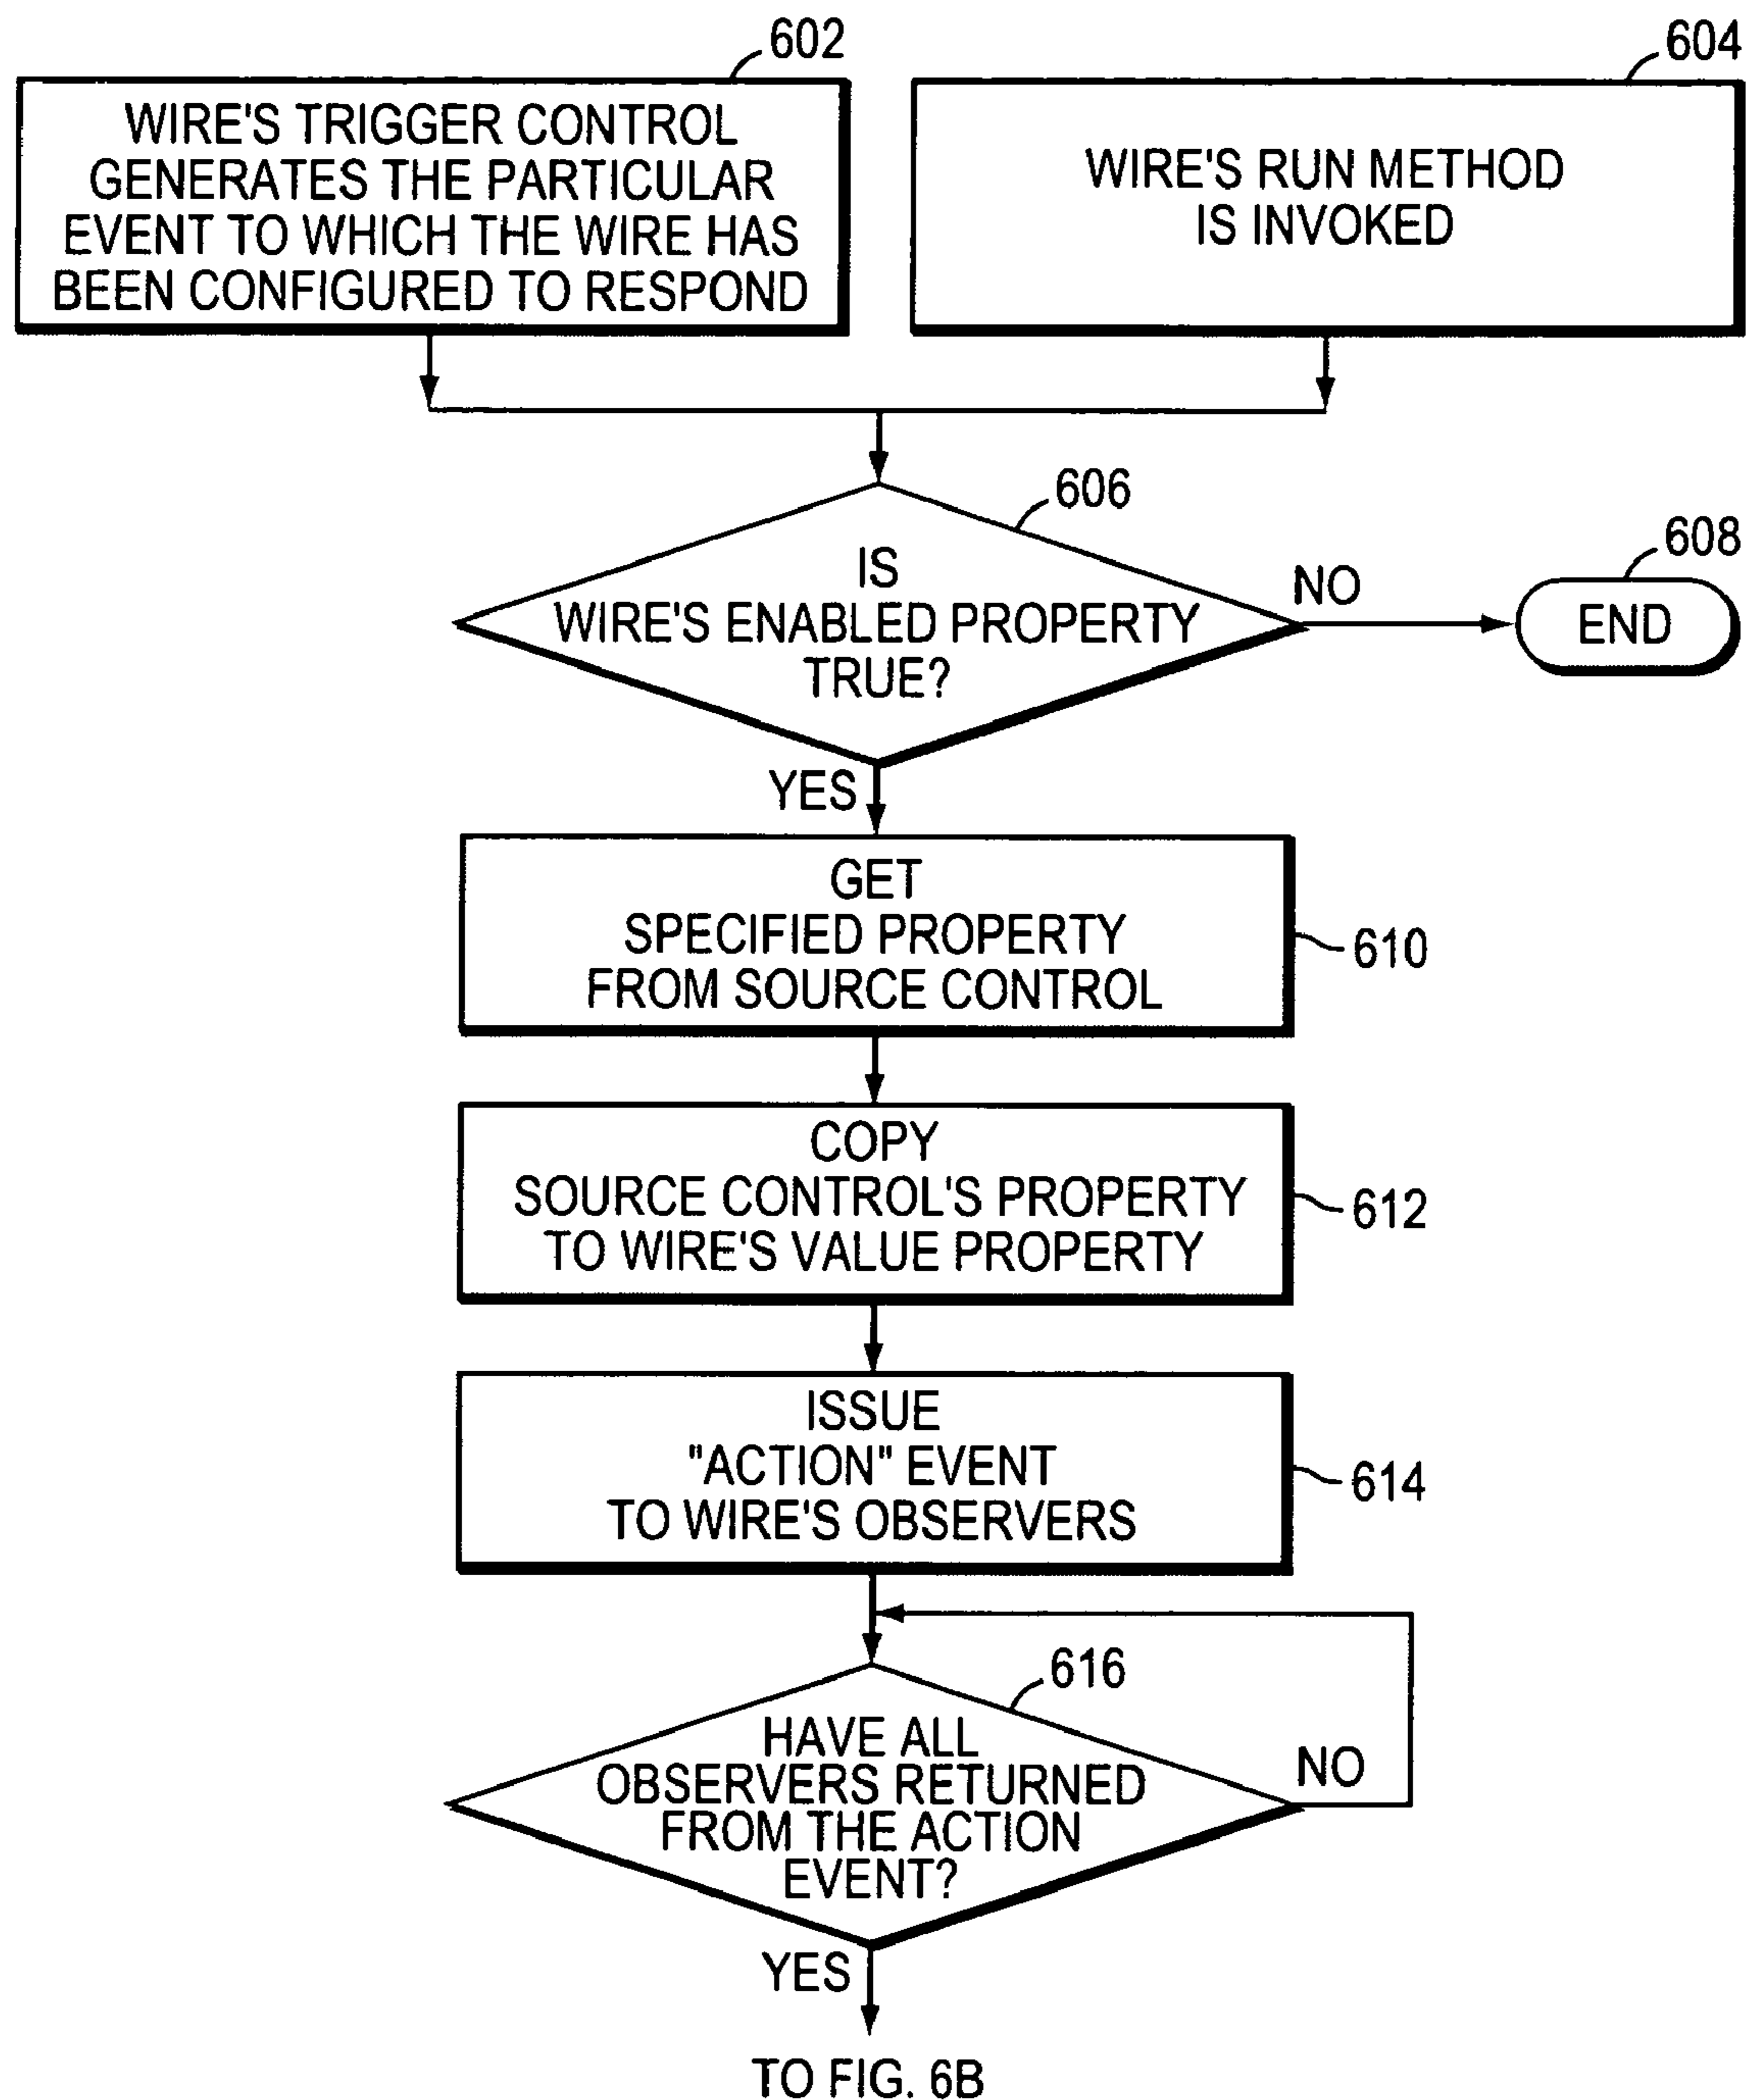 602
WIRE'S TRIGGER CONTROL
GENERATES THE PARTICULAR
EVENT TO WHICH THE WIRE HAS
BEEN CONFIGURED TO RESPOND
604
WIRE'S RUN METHOD
IS INVOKED
606
IS
WIRE'S ENABLED PROPERTY
TRUE?
NO
608
END
YES
GET
SPECIFIED PROPERTY
FROM SOURCE CONTROL
610
COPY
SOURCE CONTROL'S PROPERTY
TO WIRE'S VALUE PROPERTY
612
ISSUE
"ACTION" EVENT
TO WIRE'S OBSERVERS
614
616
HAVE ALL
OBSERVERS RETURNED
FROM THE ACTION
EVENT?
NO
YES
TO FIG. 6B